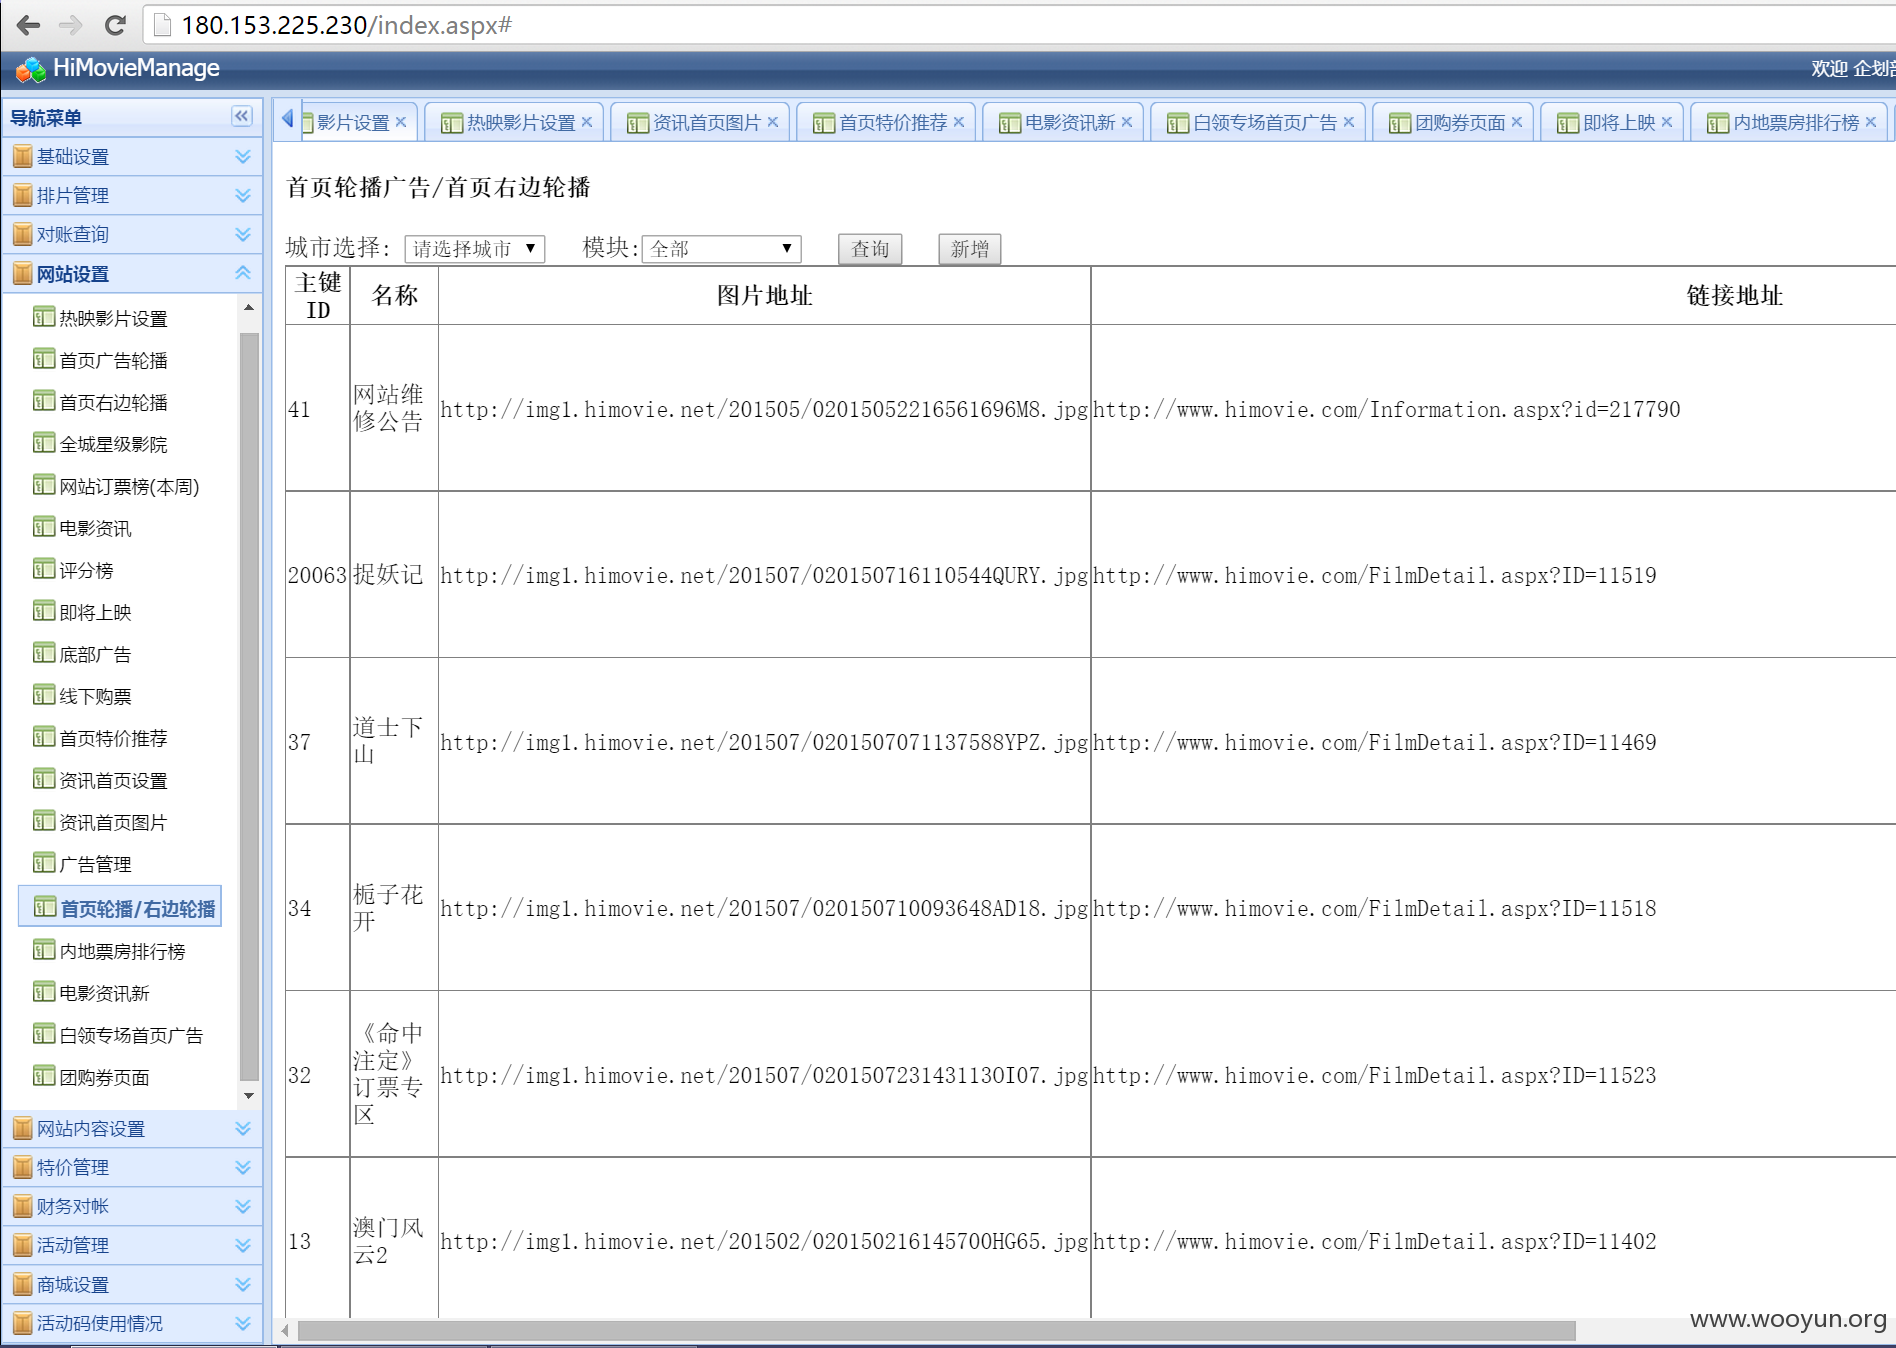 180.153.225.230/index.aspx#
HiMovieManage
欢迎 企划部
导航菜单
影片设置
热映影片设置
资讯首页图片
首页特价推荐
电影资讯新
白领专场首页广告
团购券页面
即将上映
内地票房排行榜
基础设置
排片管理
对账查询
网站设置
热映影片设置
首页广告轮播
首页右边轮播
全城星级影院
网站订票榜(本周)
电影资讯
评分榜
即将上映
底部广告
线下购票
首页特价推荐
资讯首页设置
资讯首页图片
广告管理
首页轮播/右边轮播
内地票房排行榜
电影资讯新
白领专场首页广告
团购券页面
网站内容设置
特价管理
财务对帐
活动管理
商城设置
活动码使用情况
首页轮播广告/首页右边轮播
城市选择: 请选择城市 模块: 全部 查询 新增
主键ID 名称 图片地址 链接地址
41 网站维修公告 http://img1.himovie.net/201505/02015052216561696M8.jpg http://www.himovie.com/Information.aspx?id=217790
20063 捉妖记 http://img1.himovie.net/201507/020150716110544QURY.jpg http://www.himovie.com/FilmDetail.aspx?ID=11519
37 道士下山 http://img1.himovie.net/201507/0201507071137588YPZ.jpg http://www.himovie.com/FilmDetail.aspx?ID=11469
34 栀子花开 http://img1.himovie.net/201507/020150710093648AD18.jpg http://www.himovie.com/FilmDetail.aspx?ID=11518
32 《命中注定》订票专区 http://img1.himovie.net/201507/020150723143113OI07.jpg http://www.himovie.com/FilmDetail.aspx?ID=11523
13 澳门风云2 http://img1.himovie.net/201502/020150216145700HG65.jpg http://www.himovie.com/FilmDetail.aspx?ID=11402
www.wooyun.org